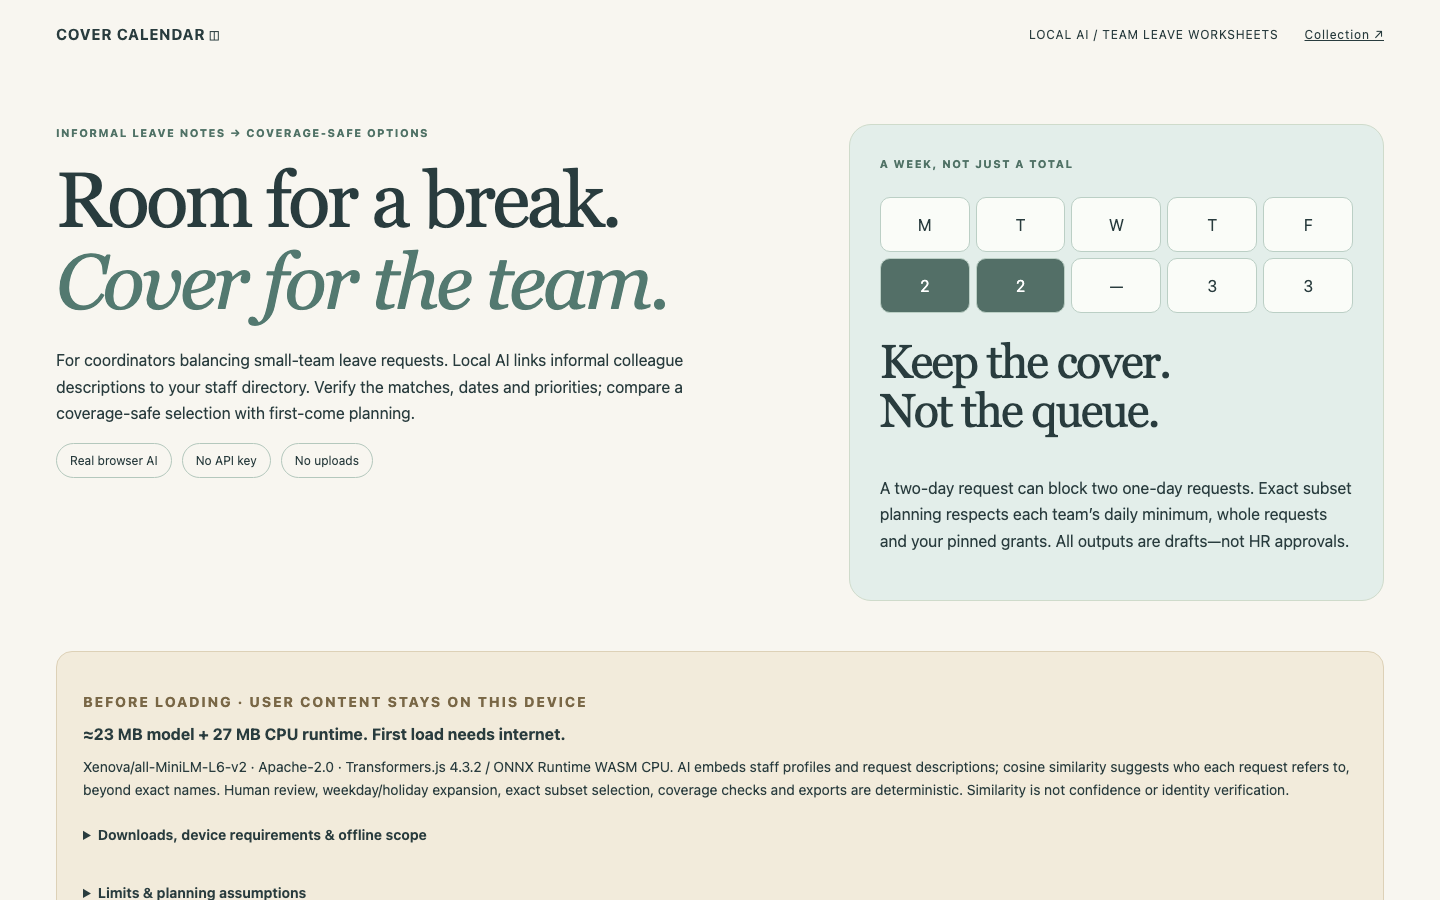 COVER CALENDAR ◫
LOCAL AI / TEAM LEAVE WORKSHEETS
Collection ↗
INFORMAL LEAVE NOTES → COVERAGE-SAFE OPTIONS
Room for a break.
Cover for the team.
For coordinators balancing small-team leave requests. Local AI links informal colleague
descriptions to your staff directory. Verify the matches, dates and priorities; compare a
coverage-safe selection with first-come planning.
Real browser AI
No API key
No uploads
A WEEK, NOT JUST A TOTAL
M T W T F
2 2 — 3 3
Keep the cover.
Not the queue.
A two-day request can block two one-day requests. Exact subset
planning respects each team’s daily minimum, whole requests
and your pinned grants. All outputs are drafts—not HR approvals.
BEFORE LOADING · USER CONTENT STAYS ON THIS DEVICE
≈23 MB model + 27 MB CPU runtime. First load needs internet.
Xenova/all-MiniLM-L6-v2 · Apache-2.0 · Transformers.js 4.3.2 / ONNX Runtime WASM CPU. AI embeds staff profiles and request descriptions; cosine similarity suggests who each request refers to,
beyond exact names. Human review, weekday/holiday expansion, exact subset selection, coverage checks and exports are deterministic. Similarity is not confidence or identity verification.
▶ Downloads, device requirements & offline scope
▶ Limits & planning assumptions